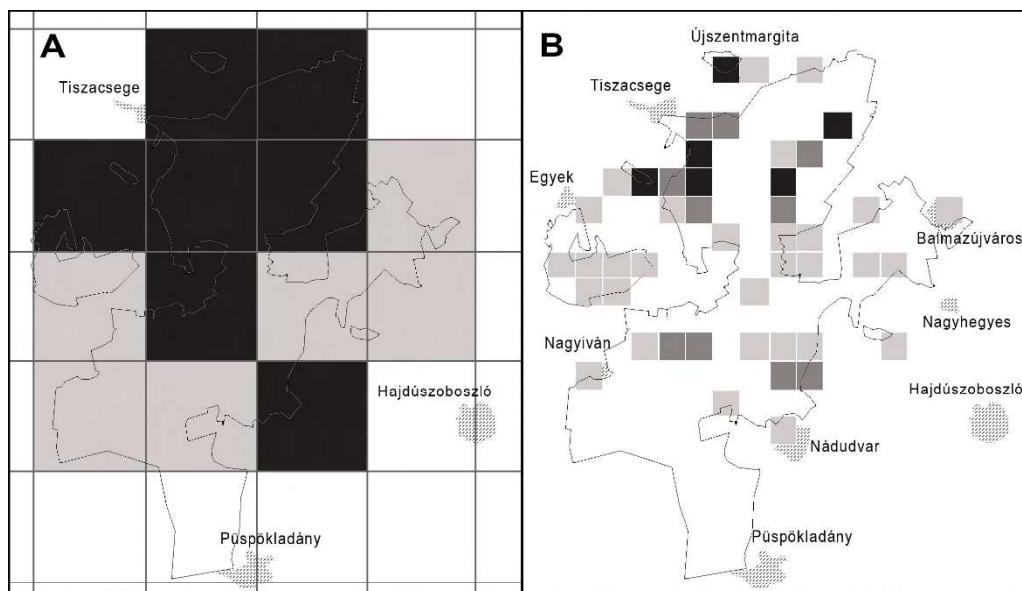 A
Tiszacsege
Hajdúszoboszló
Püspökladány
B
Újszentmargita
Tiszacsege
Egyek
Balmazújváros
Nagyhegyes
Nagyiván
Hajdúszoboszló
Nádudvar
Püspökladány